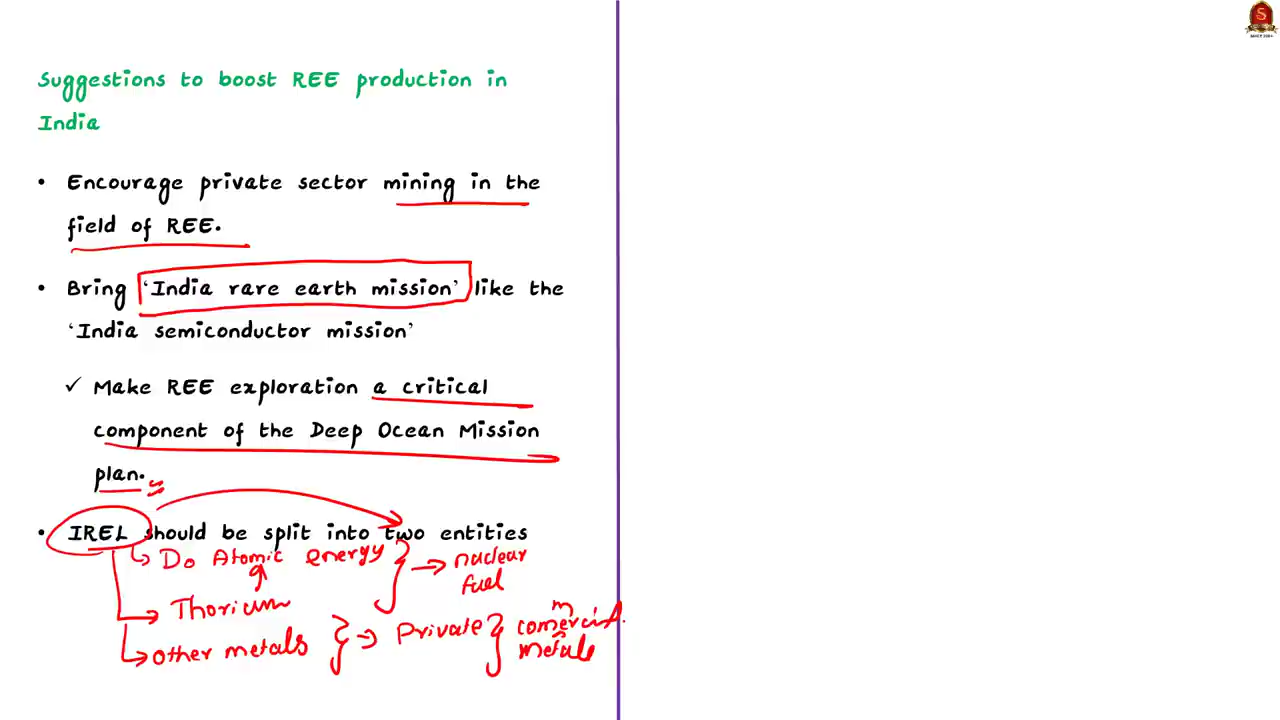 Suggestions to boost REE production in
India
• Encourage private sector mining in the
field of REE.
• Bring ‘India rare earth mission’ like the
‘India semiconductor mission’
✓ Make REE exploration a critical
component of the Deep Ocean Mission
plan.
• IREL should be split into two entities
Do Atomic energy → nuclear
fuel
Thorium
other metals → Private comercial
metals